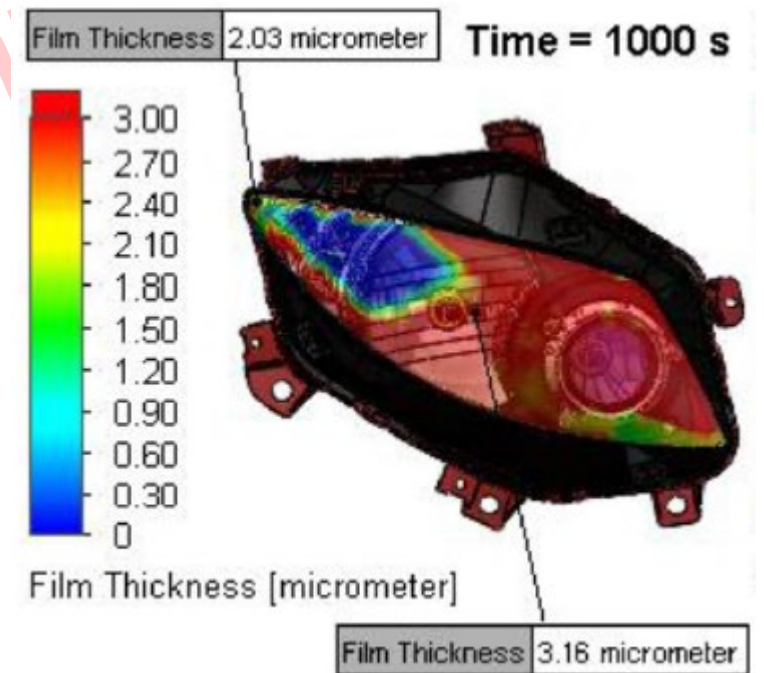 Film Thickness 2.03 micrometer
Time = 1000 s
3.00
2.70
2.40
2.10
1.80
1.50
1.20
0.90
0.60
0.30
0
Film Thickness [micrometer]
Film Thickness 3.16 micrometer